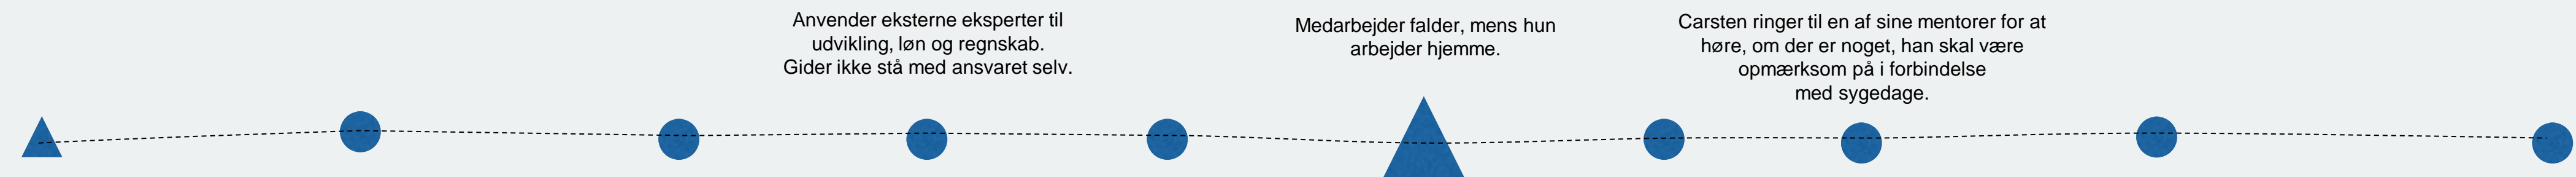 Anvender eksterne eksperter til
udvikling, løn og regnskab.
Gider ikke stå med ansvaret selv.
Medarbejder falder, mens hun
arbejder hjemme.
Carsten ringer til en af sine mentorer for at
høre, om der er noget, han skal være
opmærksom på i forbindelse
med sygedage.